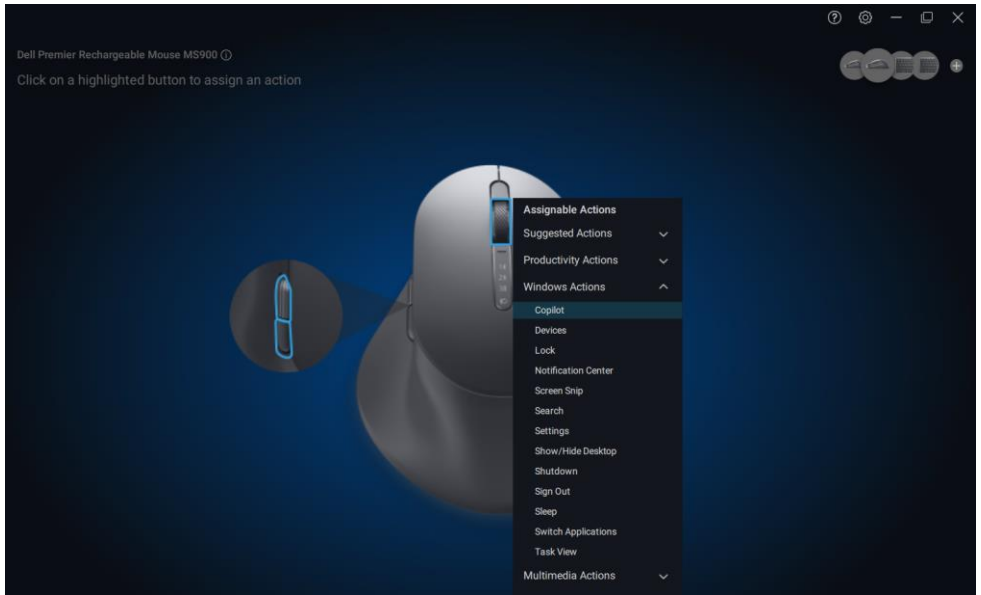 Dell Premier Rechargeable Mouse MS900
Click on a highlighted button to assign an action
Assignable Actions
Suggested Actions
Productivity Actions
Windows Actions
Copilot
Devices
Lock
Notification Center
Screen Snip
Search
Settings
Show/Hide Desktop
Shutdown
Sign Out
Sleep
Switch Applications
Task View
Multimedia Actions